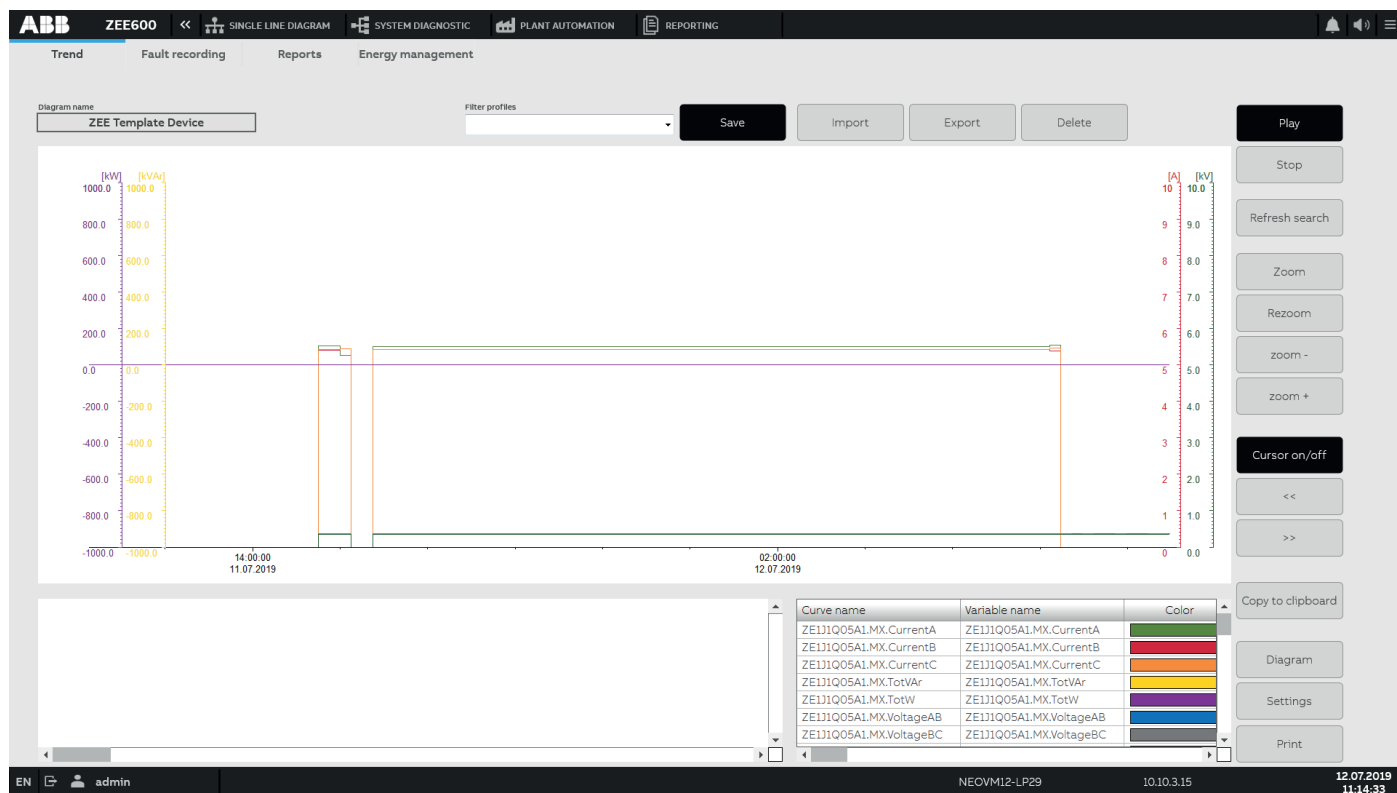 ABB ZEE600 « SINGLE LINE DIAGRAM SYSTEM DIAGNOSTIC PLANT AUTOMATION REPORTING
Trend Fault recording Reports Energy management
Diagram name
ZEE Template Device
Filter profiles
Save Import Export Delete
Play
Stop
Refresh search
Zoom
Rezoom
zoom -
zoom +
Cursor on/off
<<
>>
Copy to clipboard
Diagram
Settings
Print
[kW] [kVAr] [A] [kV]
1000.0 1000.0 10 10.0
800.0 800.0 9 9.0
600.0 600.0 8 8.0
400.0 400.0 7 7.0
200.0 200.0 6 6.0
0.0 0.0 5 5.0
-200.0 -200.0 4 4.0
-400.0 -400.0 3 3.0
-600.0 -600.0 2 2.0
-800.0 -800.0 1 1.0
-1000.0 -1000.0 0 0.0
14:00:00 02:00:00
11.07.2019 12.07.2019
Curve name Variable name Color
ZE1J1Q05A1.MX.CurrentA ZE1J1Q05A1.MX.CurrentA
ZE1J1Q05A1.MX.CurrentB ZE1J1Q05A1.MX.CurrentB
ZE1J1Q05A1.MX.CurrentC ZE1J1Q05A1.MX.CurrentC
ZE1J1Q05A1.MX.TotVAr ZE1J1Q05A1.MX.TotVAr
ZE1J1Q05A1.MX.TotW ZE1J1Q05A1.MX.TotW
ZE1J1Q05A1.MX.VoltageAB ZE1J1Q05A1.MX.VoltageAB
ZE1J1Q05A1.MX.VoltageBC ZE1J1Q05A1.MX.VoltageBC
EN admin NEOVM12-LP29 10.10.3.15 12.07.2019
11:14:33